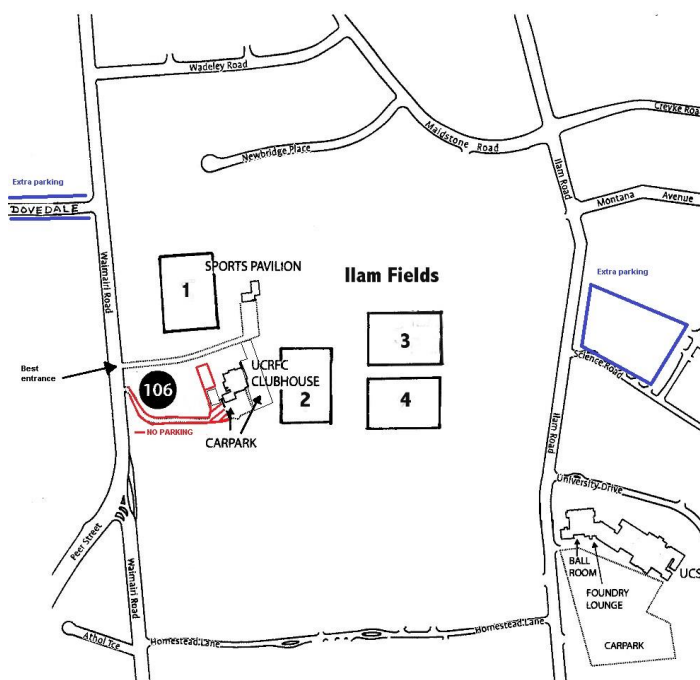 Wadeley Road
Newbridge Place
Maidstone Road
Creyke Roa
Ilam Road
Montana Avenue
Extra parking
DOVEDALE
Waimairi Road
SPORTS PAVILION
Ilam Fields
Extra parking
1
3
Science Road
Best
entrance
106
UCRFC
CLUBHOUSE
2
4
NO PARKING
CARPARK
Ilam Road
University Drive
Peer Street
BALL
ROOM
FOUNDRY
LOUNGE
UCS
Waimairi Road
Athol Tce
Homestead Lane
Homestead Lane
CARPARK